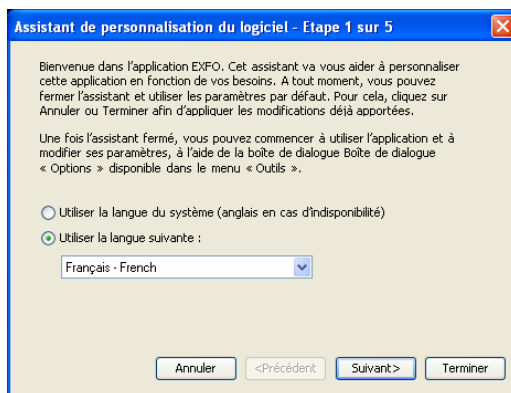 Assistant de personnalisation du logiciel - Etape 1 sur 5
Bienvenue dans l'application EXFO. Cet assistant va vous aider à personnaliser
cette application en fonction de vos besoins. A tout moment, vous pouvez
fermer l'assistant et utiliser les paramètres par défaut. Pour cela, cliquez sur
Annuler ou Terminer afin d'appliquer les modifications déjà apportées.
Une fois l'assistant fermé, vous pouvez commencer à utiliser l'application et à
modifier ses paramètres, à l'aide de la boîte de dialogue Boîte de dialogue
« Options » disponible dans le menu « Outils ».
Utiliser la langue du système (anglais en cas d'indisponibilité)
Utiliser la langue suivante :
Français - French
Annuler <Précédent Suivant> Terminer